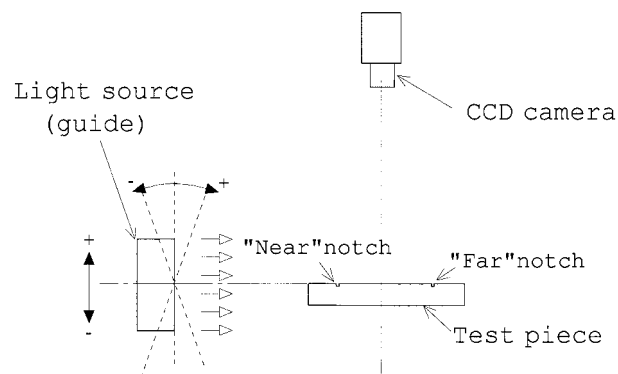 Light source
(guide)
CCD camera
-
+
+
-
"Near"notch
"Far"notch
Test piece